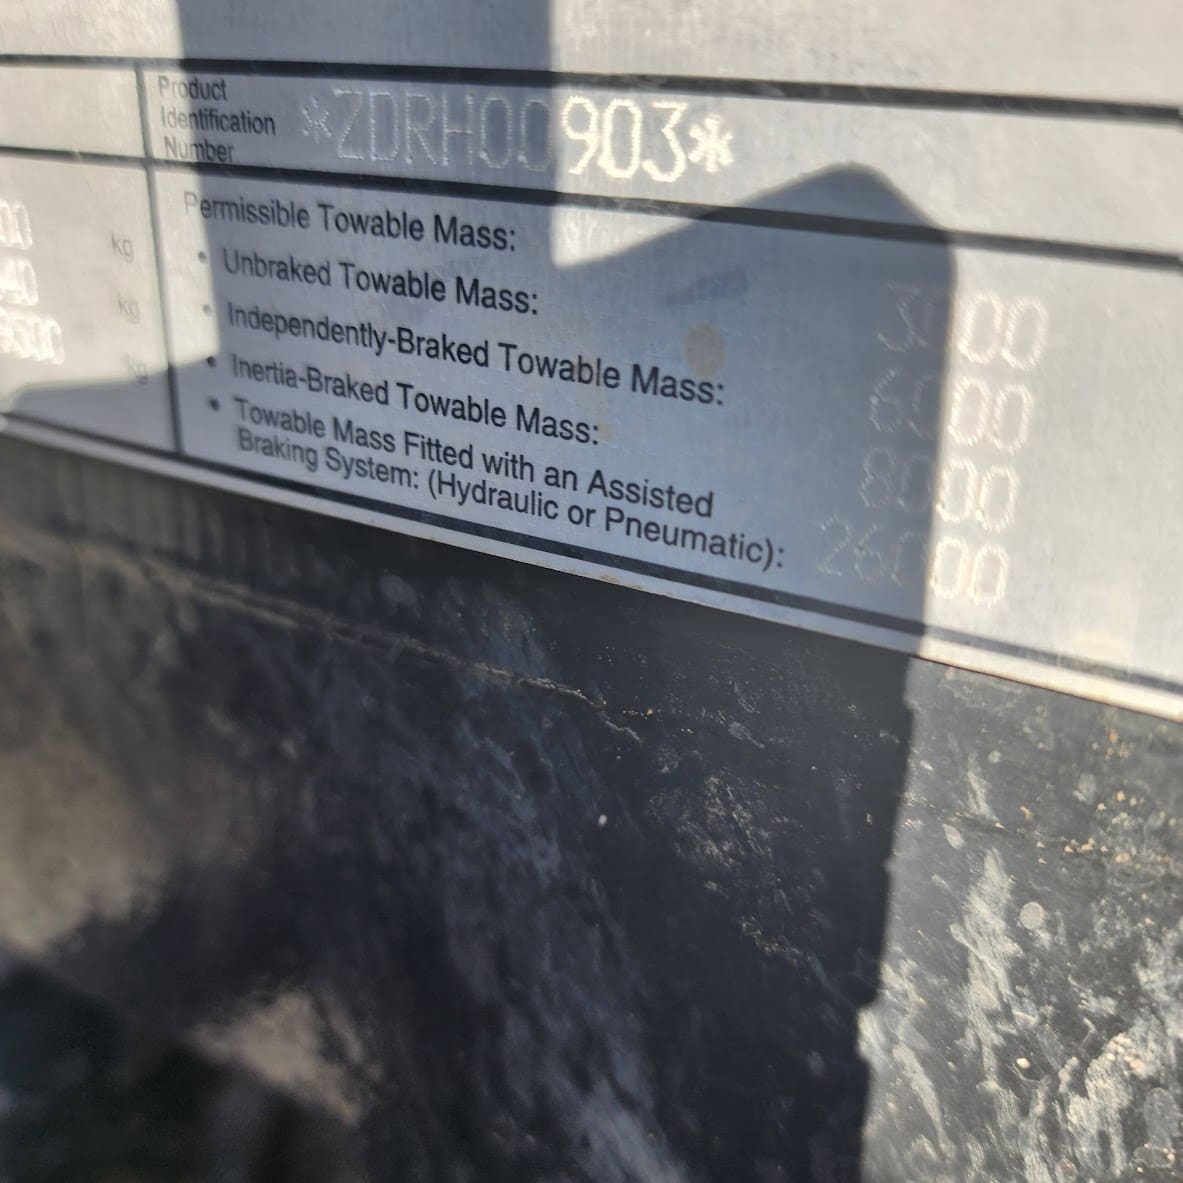 Product
Identification
Number
*ZDRH00903*
kg
kg
kg
Permissible Towable Mass:
• Unbraked Towable Mass: 3000
• Independently-Braked Towable Mass: 6000
• Inertia-Braked Towable Mass: 8000
• Towable Mass Fitted with an Assisted
Braking System: (Hydraulic or Pneumatic): 26000